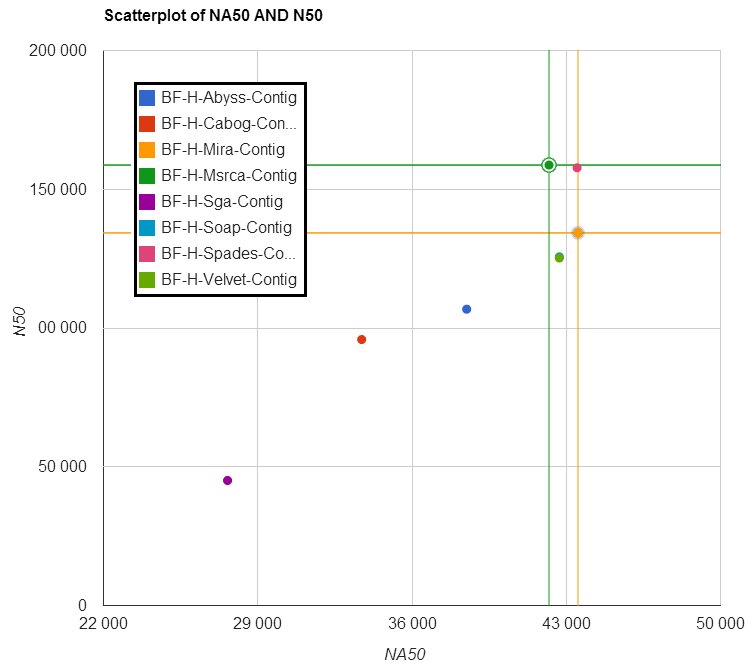 Scatterplot of NA50 AND N50
200 000
150 000
00 000
50 000
0
N50
BF-H-Abyss-Contig
BF-H-Cabog-Con...
BF-H-Mira-Contig
BF-H-Msrca-Contig
BF-H-Sga-Contig
BF-H-Soap-Contig
BF-H-Spades-Co...
BF-H-Velvet-Contig
22 000 29 000 36 000 43 000 50 000
NA50